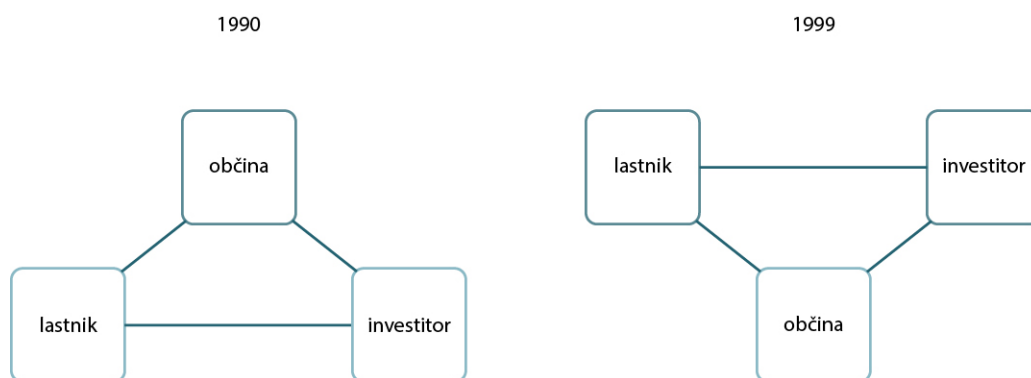 1990
občina
lastnik
investitor
1999
lastnik
investitor
občina